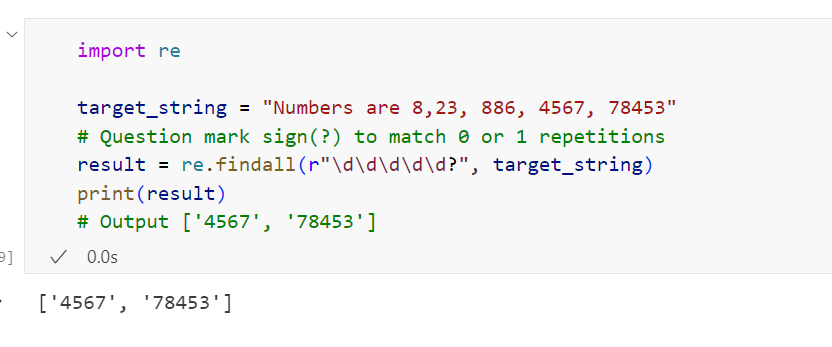 import re
target_string = "Numbers are 8,23, 886, 4567, 78453"
# Question mark sign(?) to match 0 or 1 repetitions
result = re.findall(r"\d\d\d\d\d?", target_string)
print(result)
# Output ['4567', '78453']
9] ✓ 0.0s
['4567', '78453']